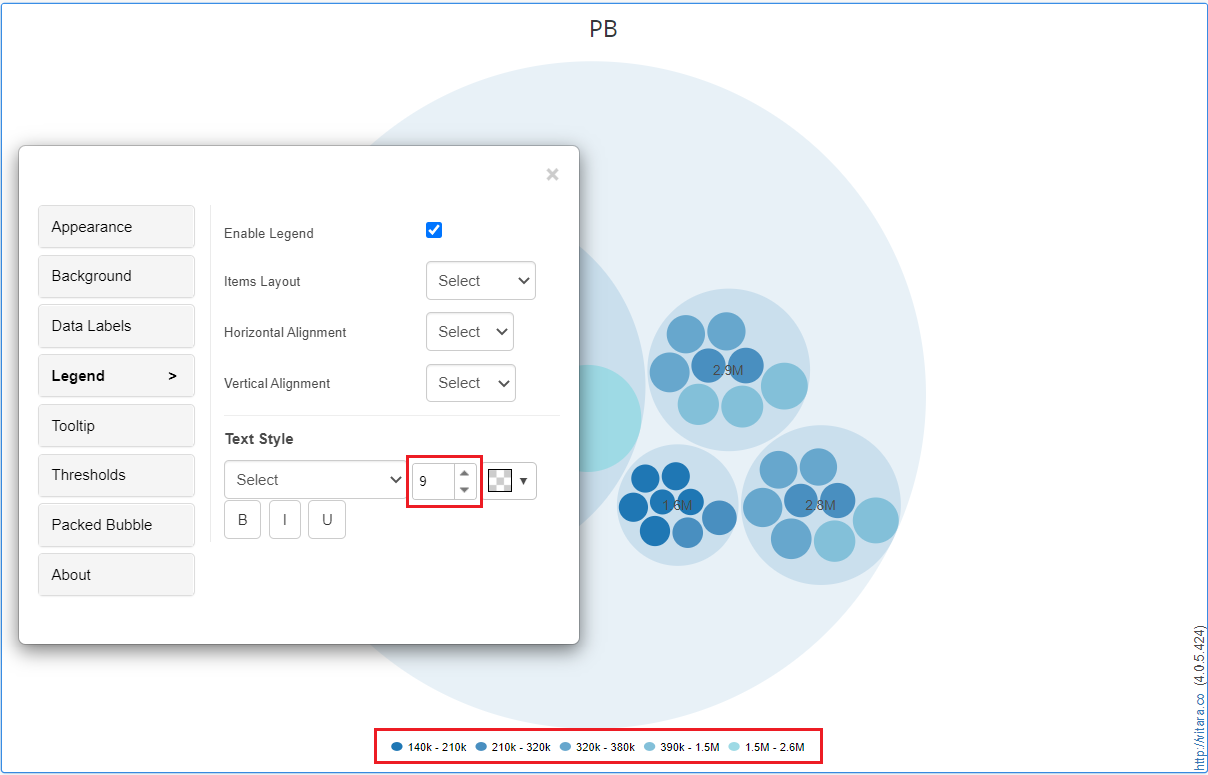 PB
×
Appearance
Background
Data Labels
Legend >
Tooltip
Thresholds
Packed Bubble
About
Enable Legend
Items Layout Select
Horizontal Alignment Select
Vertical Alignment Select
Text Style
Select 9
B I U
2.9M
1.6M
2.8M
140k - 210k 210k - 320k 320k - 380k 390k - 1.5M 1.5M - 2.6M
http://vitara.co (4.0.5.424)